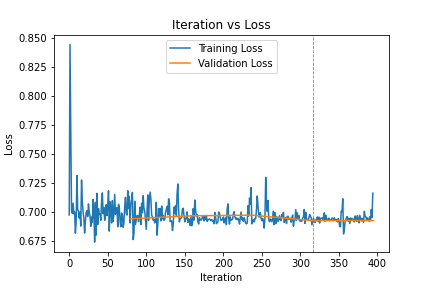 Iteration vs Loss
Training Loss
Validation Loss
Loss
0.850
0.825
0.800
0.775
0.750
0.725
0.700
0.675
0 50 100 150 200 250 300 350 400
Iteration